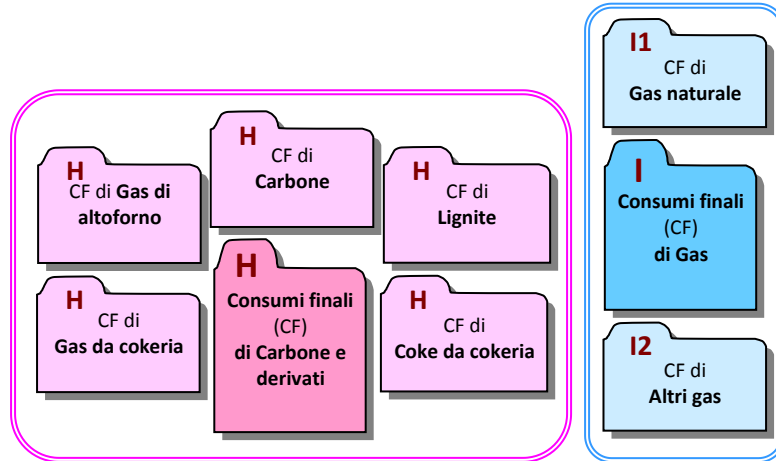 H
CF di Gas di
altoforno
H
CF di
Carbone
H
CF di
Lignite
H
CF di
Gas da cokeria
H
Consumi finali
(CF)
di Carbone e
derivati
H
CF di
Coke da cokeria
I1
CF di
Gas naturale
I
Consumi finali
(CF)
di Gas
I2
CF di
Altri gas